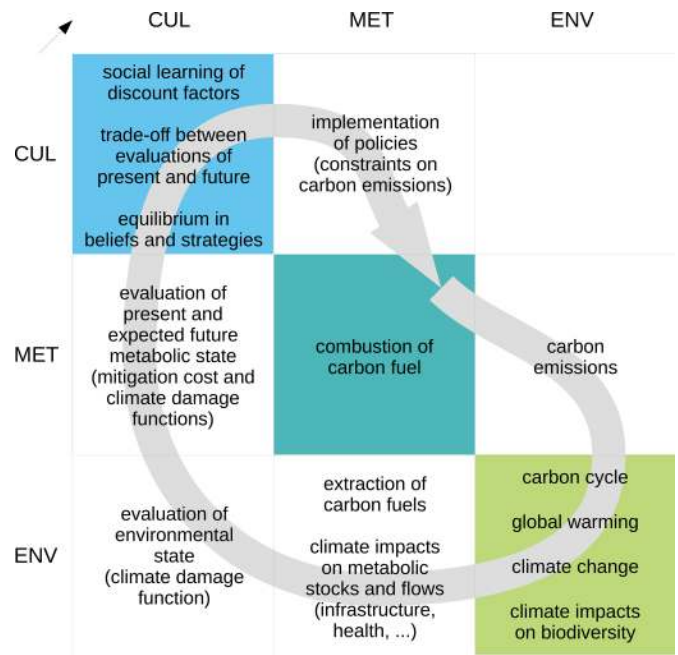 CUL
MET
ENV
CUL
social learning of
discount factors
trade-off between
evaluations of
present and future
equilibrium in
beliefs and strategies
implementation
of policies
(constraints on
carbon emissions)
MET
evaluation of
present and
expected future
metabolic state
(mitigation cost and
climate damage
functions)
combustion of
carbon fuel
carbon
emissions
ENV
evaluation of
environmental
state
(climate damage
function)
extraction of
carbon fuels
climate impacts
on metabolic
stocks and flows
(infrastructure,
health, ...)
carbon cycle
global warming
climate change
climate impacts
on biodiversity